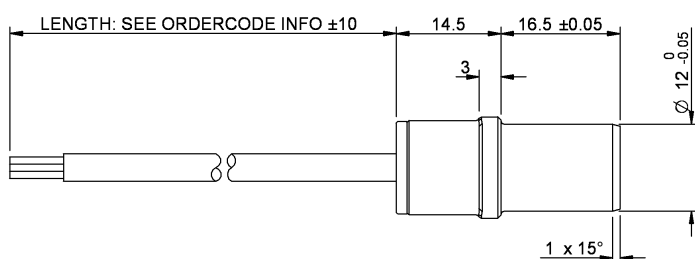 LENGTH: SEE ORDERCODE INFO ±10
14.5
16.5 ±0.05
3
Ø 12 0 -0.05
1 x 15°